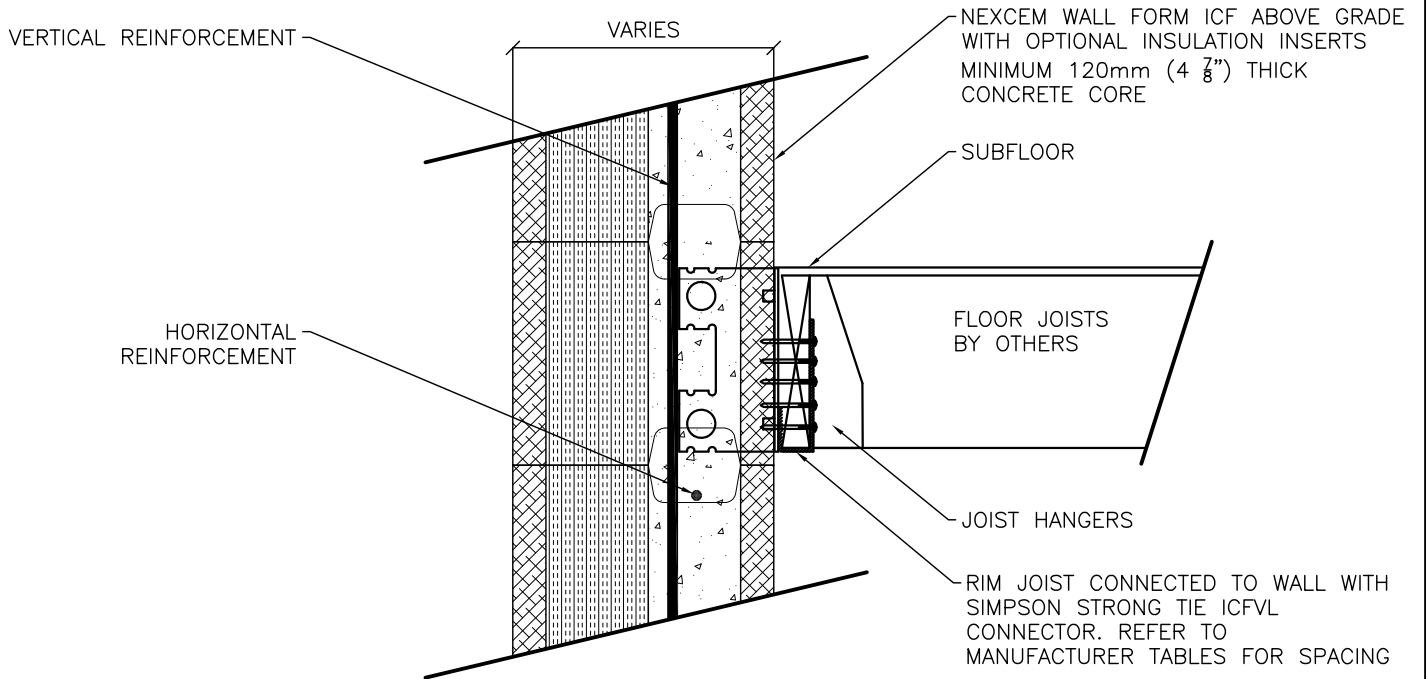 VERTICAL REINFORCEMENT
VARIES
NEXCEM WALL FORM ICF ABOVE GRADE
WITH OPTIONAL INSULATION INSERTS
MINIMUM 120mm (4 7/8") THICK
CONCRETE CORE
SUBFLOOR
HORIZONTAL
REINFORCEMENT
FLOOR JOISTS
BY OTHERS
JOIST HANGERS
RIM JOIST CONNECTED TO WALL WITH
SIMPSON STRONG TIE ICFVL
CONNECTOR. REFER TO
MANUFACTURER TABLES FOR SPACING